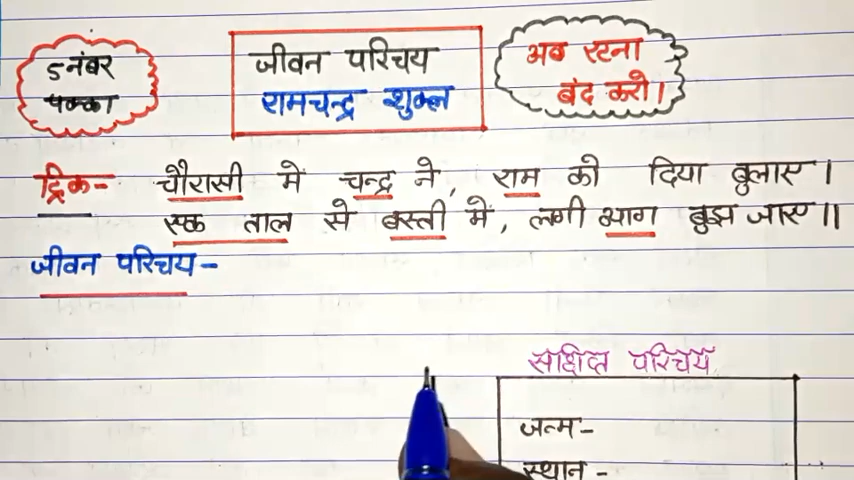 5 नंबर
पक्का
जीवन परिचय
रामचन्द्र शुक्ल
अब रटना
बंद करो।
ट्रिक- चौरासी में चन्द्र ने, राम को दिया बुलाए।
एक ताल से बस्ती में, लगी आग बुझ जाए॥
जीवन परिचय-
संक्षिप्त परिचय
जन्म-
स्थान-